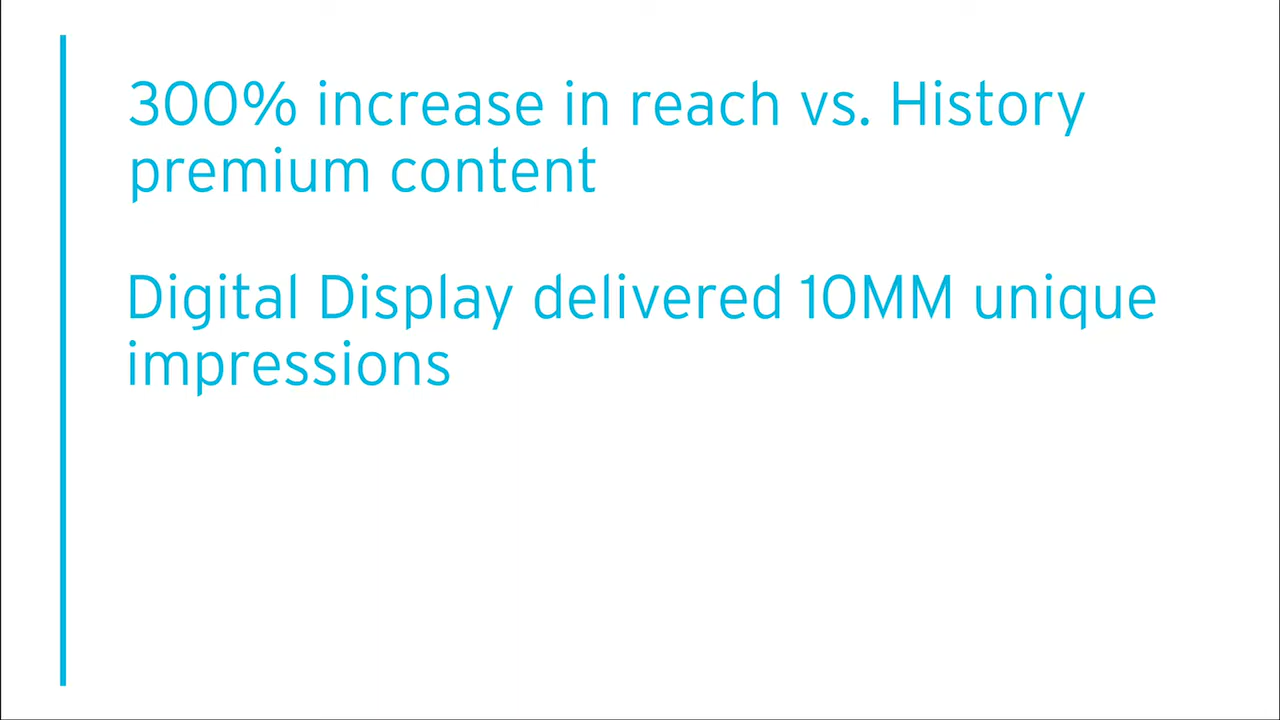 300% increase in reach vs. History
premium content
Digital Display delivered 10MM unique
impressions